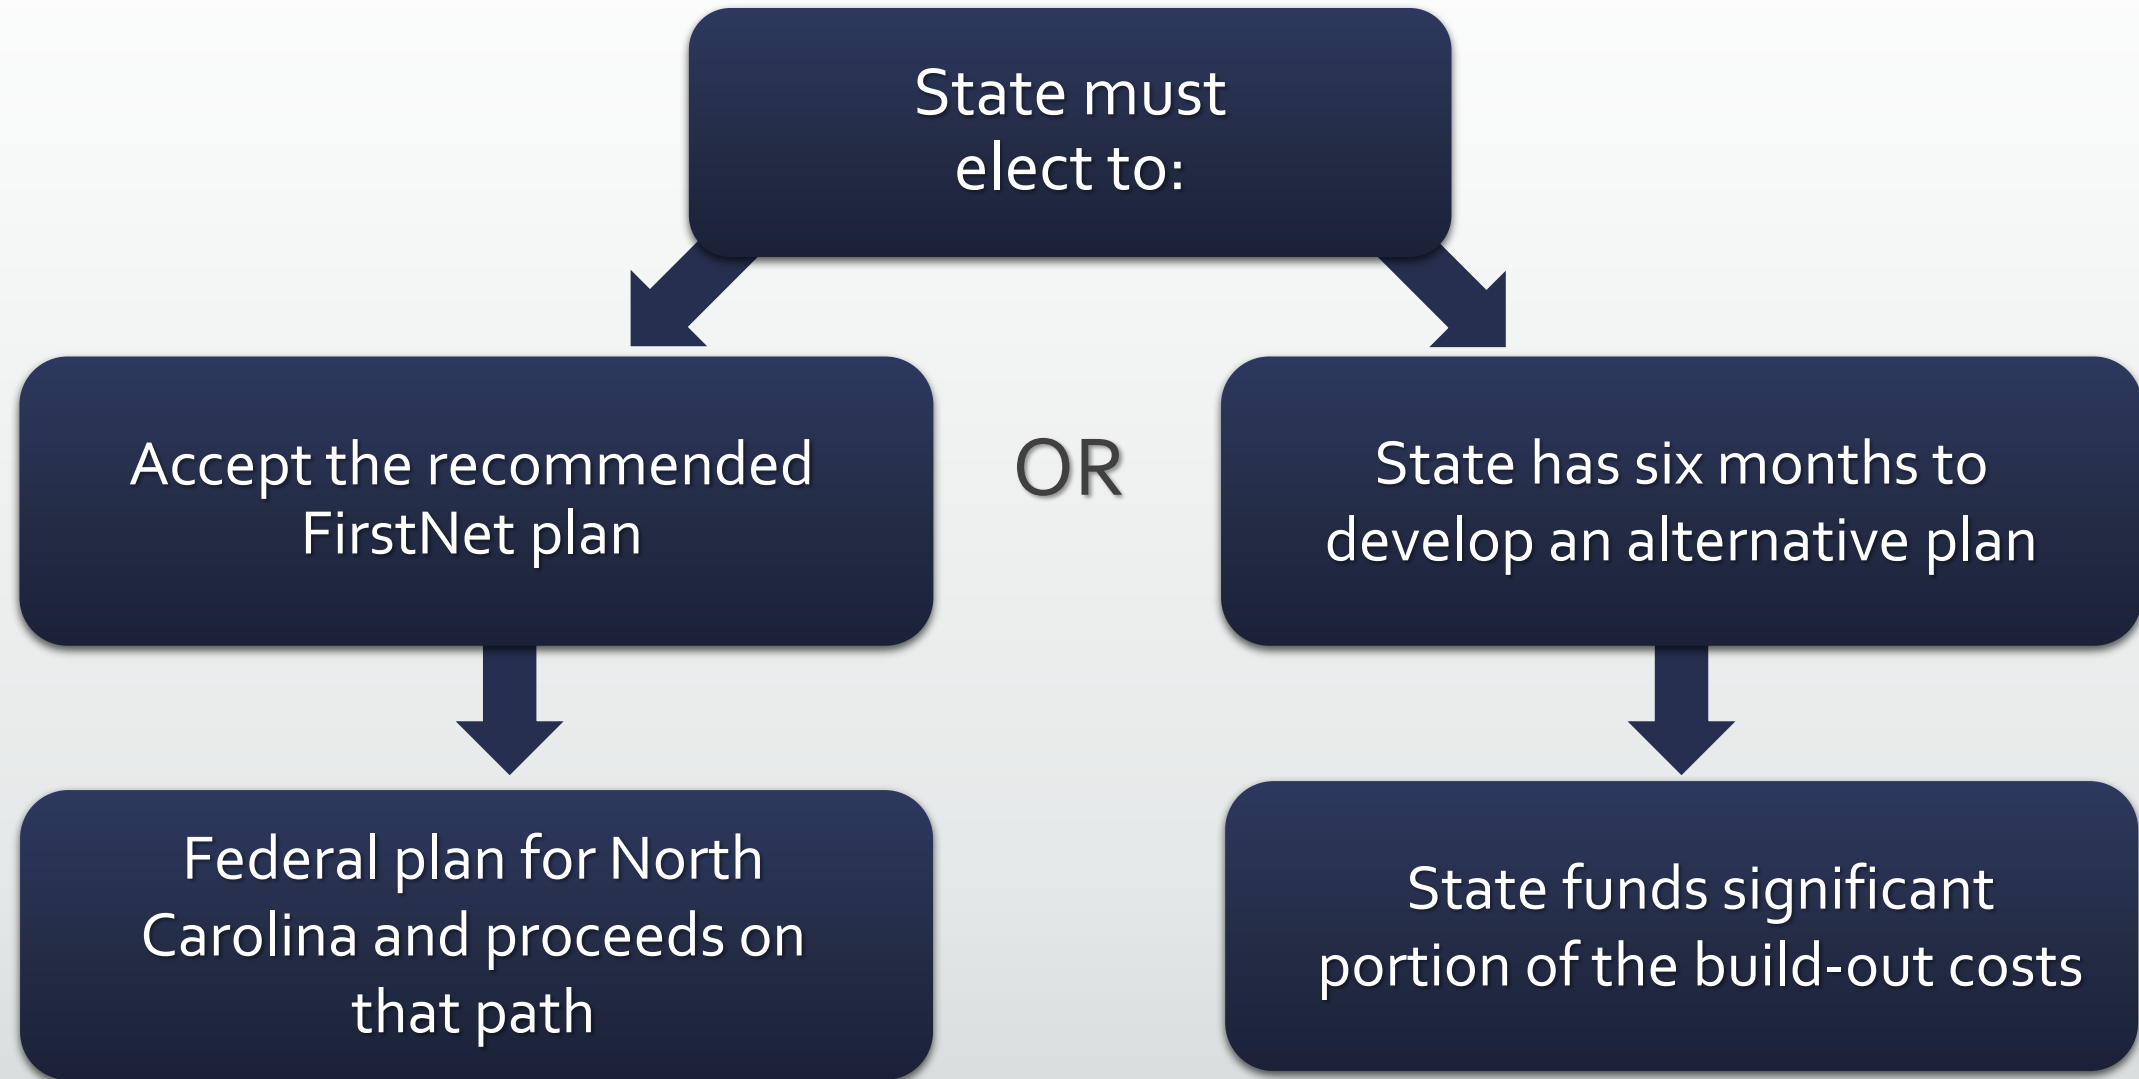 State must
elect to:
Accept the recommended
FirstNet plan
OR
State has six months to
develop an alternative plan
Federal plan for North
Carolina and proceeds on
that path
State funds significant
portion of the build-out costs